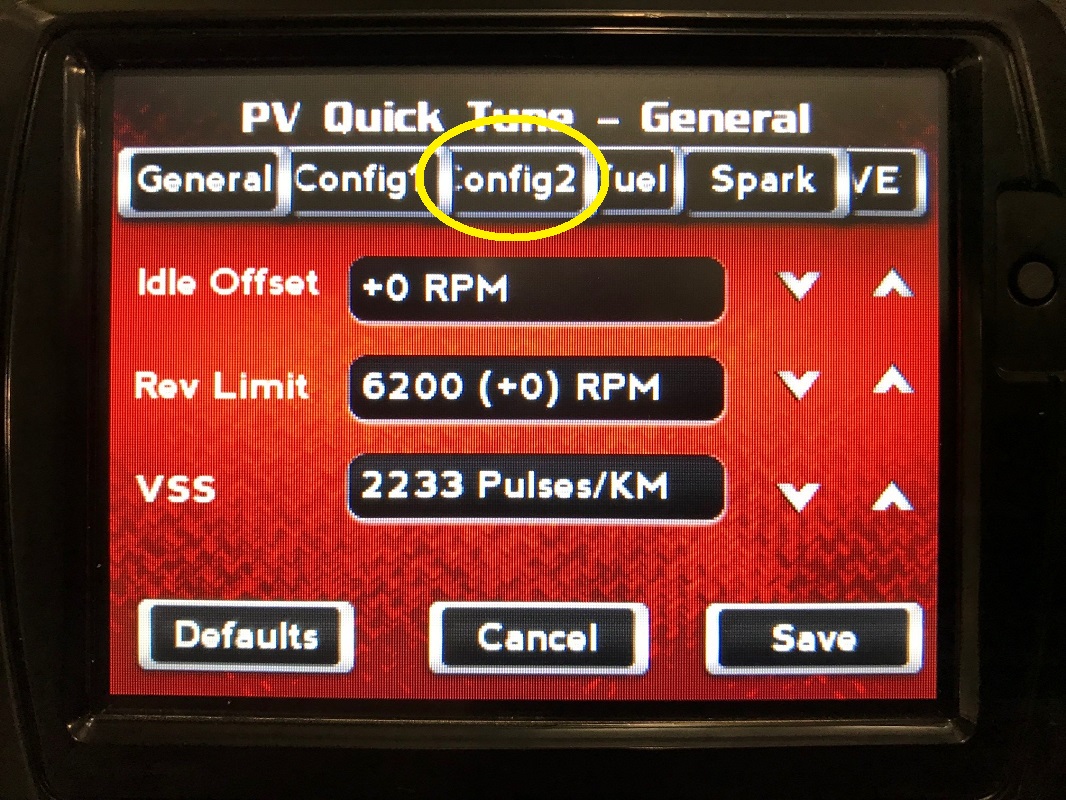 PV Quick Tune - General
General Config1 Config2 Fuel Spark VE
Idle Offset +0 RPM
Rev Limit 6200 (+0) RPM
VSS 2233 Pulses/KM
Defaults Cancel Save